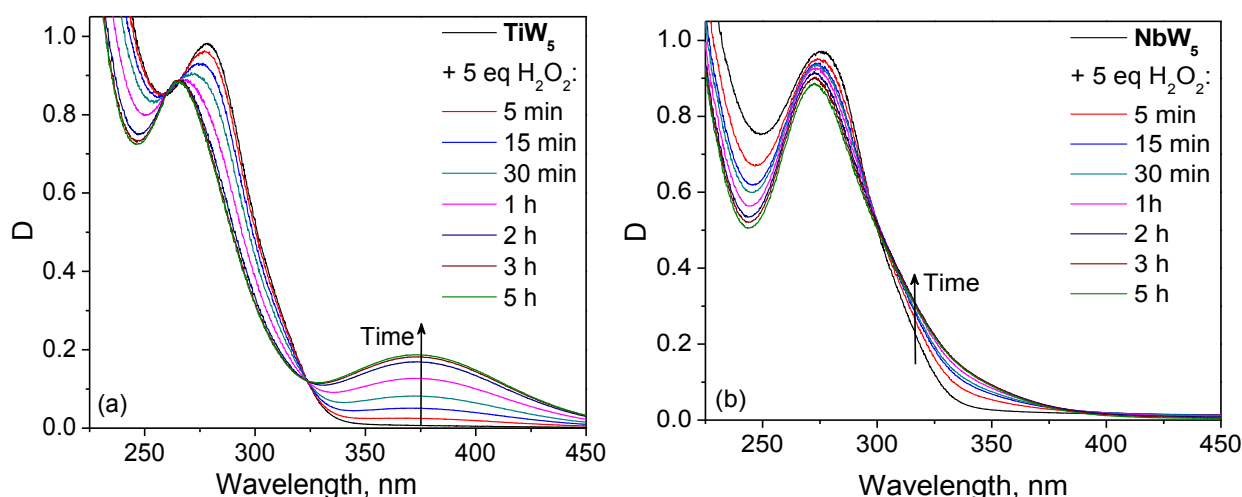 1.0
0.8
0.6
0.4
0.2
0.0
D
250 300 350 400 450
Wavelength, nm
(a)
Time
TiW5
+ 5 eq H2O2:
5 min
15 min
30 min
1 h
2 h
3 h
5 h
1.0
0.8
0.6
0.4
0.2
0.0
D
250 300 350 400 450
Wavelength, nm
(b)
Time
NbW5
+ 5 eq H2O2:
5 min
15 min
30 min
1h
2 h
3 h
5 h